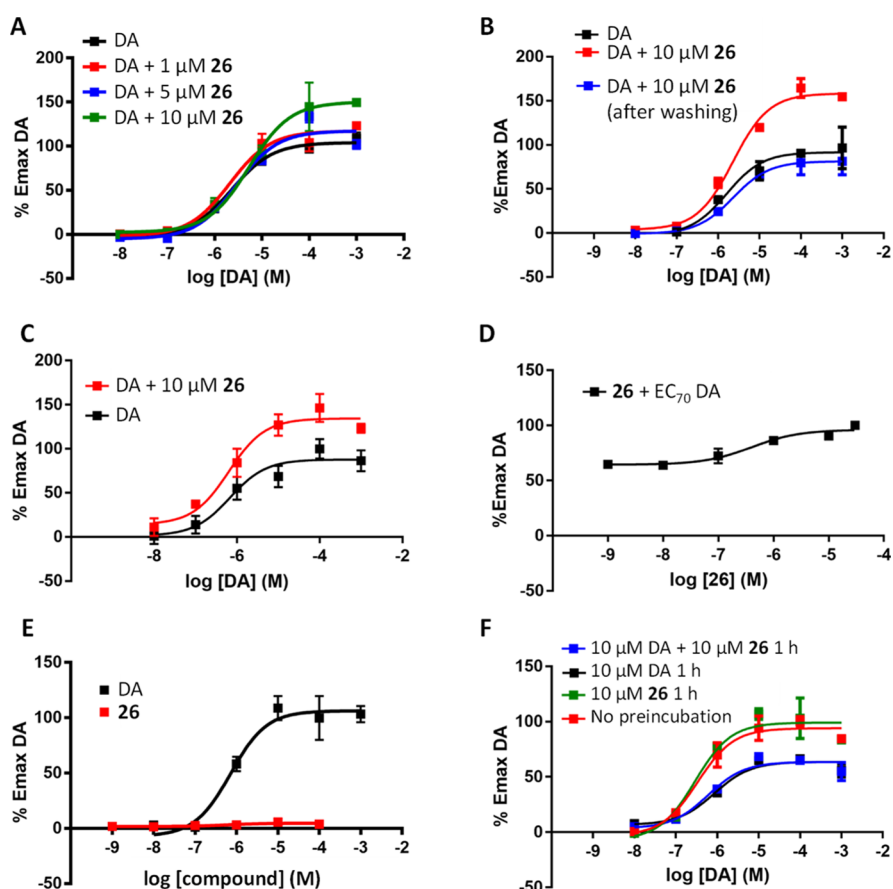 A
DA
DA + 1 µM 26
DA + 5 µM 26
DA + 10 µM 26
% Emax DA
200
150
100
50
0
-50
-8 -7 -6 -5 -4 -3 -2
log [DA] (M)
B
DA
DA + 10 µM 26
DA + 10 µM 26
(after washing)
%Emax DA
200
150
100
50
0
-50
-9 -8 -7 -6 -5 -4 -3 -2
log [DA] (M)
C
DA + 10 µM 26
DA
% Emax DA
200
150
100
50
0
-50
-9 -8 -7 -6 -5 -4 -3 -2
log [DA] (M)
D
26 + EC70 DA
%Emax DA
150
100
50
0
-50
-9 -8 -7 -6 -5 -4
log [26] (M)
E
DA
26
% Emax DA
150
100
50
0
-50
-9 -8 -7 -6 -5 -4 -3 -2
log [compound] (M)
F
10 µM DA + 10 µM 26 1 h
10 µM DA 1 h
10 µM 26 1 h
No preincubation
% Emax DA
150
100
50
0
-50
-9 -8 -7 -6 -5 -4 -3 -2
log [DA] (M)